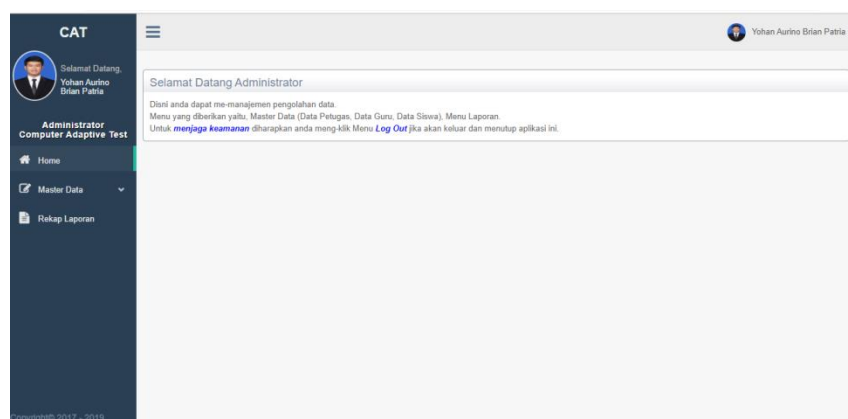 CAT
Yohan Aurino Brian Patria
Selamat Datang,
Yohan Aurino
Brian Patria
Administrator
Computer Adaptive Test
Home
Master Data
Rekap Laporan
Copyright© 2017 - 2019
Selamat Datang Administrator
Disni anda dapat me-manajemen pengolahan data.
Menu yang diberikan yaitu, Master Data (Data Petugas, Data Guru, Data Siswa), Menu Laporan.
Untuk menjaga keamanan diharapkan anda meng-klik Menu Log Out jika akan keluar dan menutup aplikasi ini.